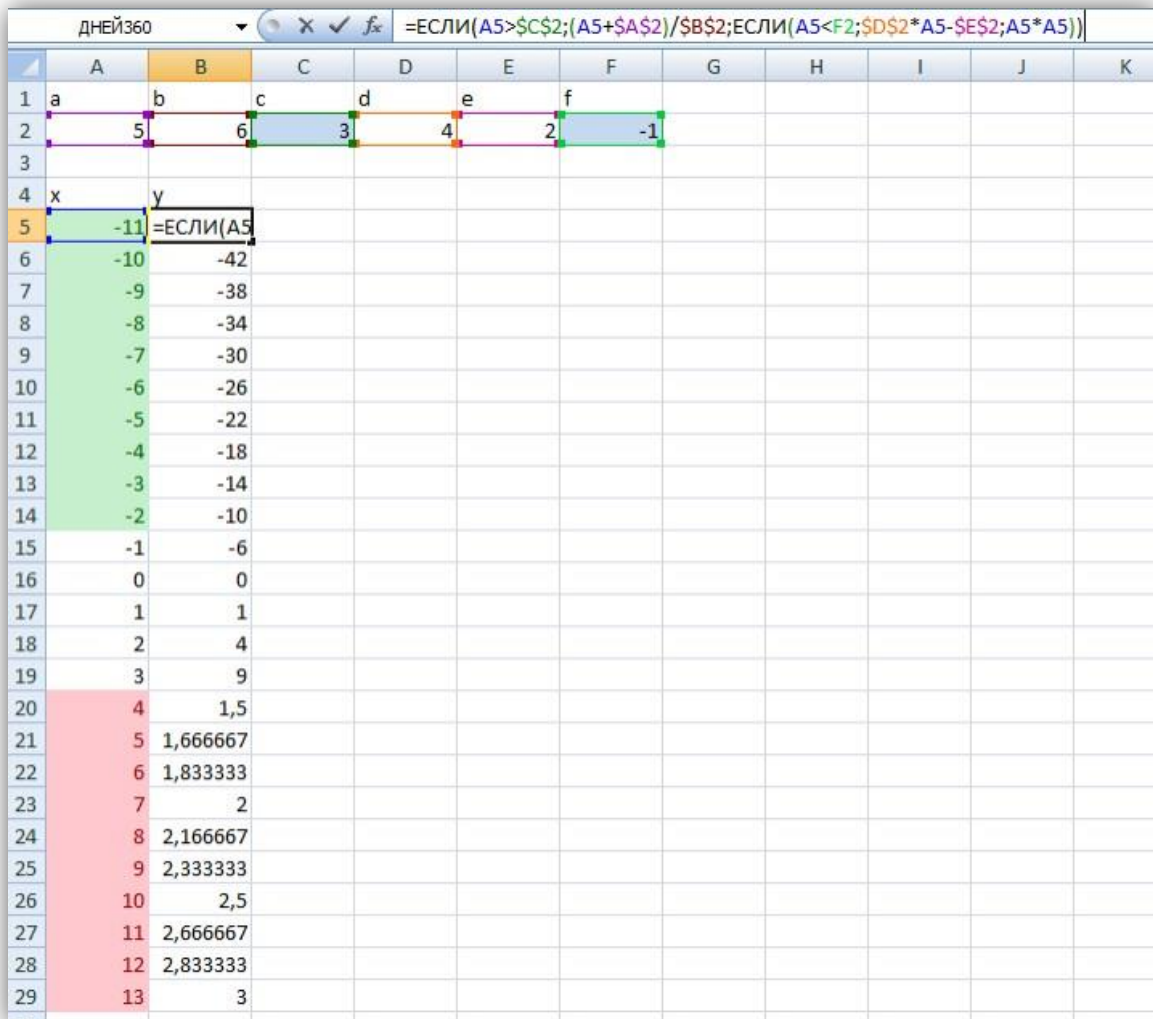 ДНЕЙ360 =ЕСЛИ(A5>$C$2;(A5+$A$2)/$B$2;ЕСЛИ(A5<F2;$D$2*A5-$E$2;A5*A5))
A B C D E F G H I J K
1 a b c d e f
2 5 6 3 4 2 -1
3
4 x y
5 -11 =ЕСЛИ(A5
6 -10 -42
7 -9 -38
8 -8 -34
9 -7 -30
10 -6 -26
11 -5 -22
12 -4 -18
13 -3 -14
14 -2 -10
15 -1 -6
16 0 0
17 1 1
18 2 4
19 3 9
20 4 1,5
21 5 1,666667
22 6 1,833333
23 7 2
24 8 2,166667
25 9 2,333333
26 10 2,5
27 11 2,666667
28 12 2,833333
29 13 3